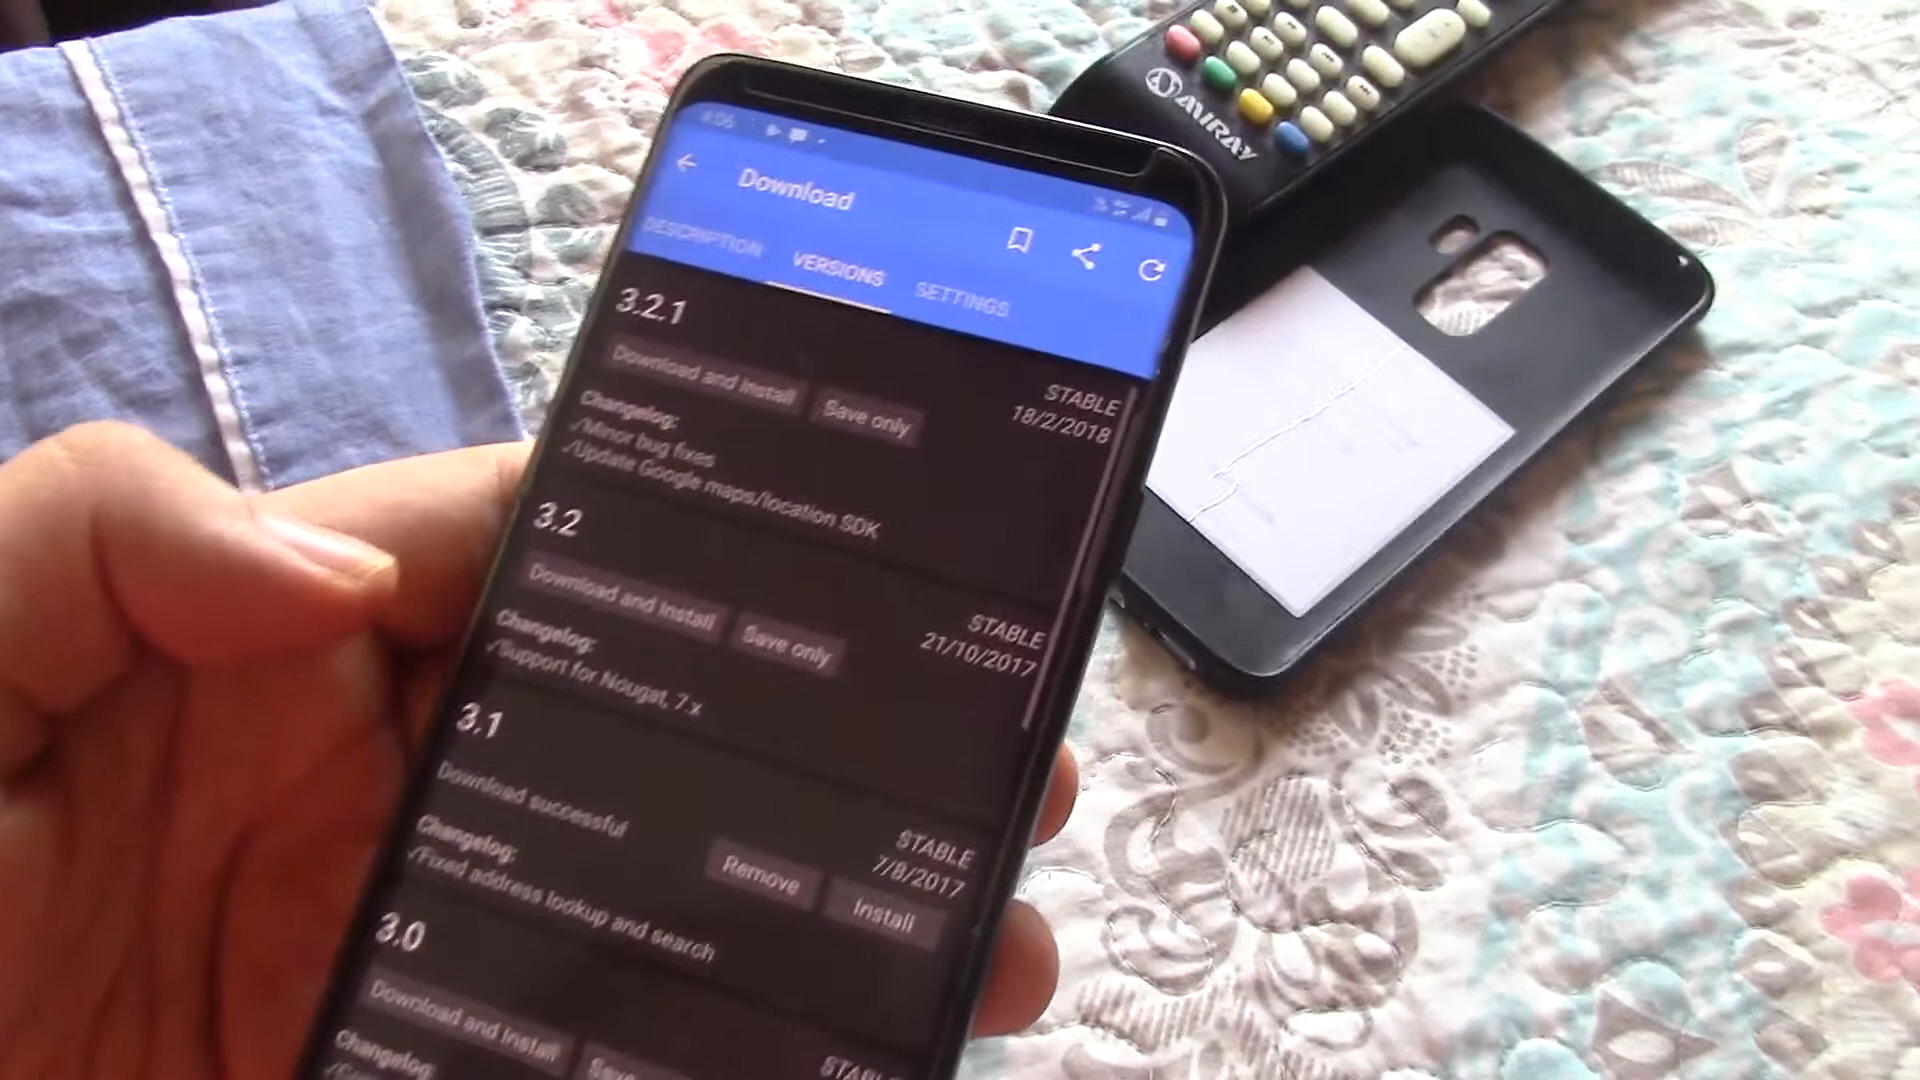 AIRAY
4:06
Download
DESCRIPTION VERSIONS SETTINGS
3.2.1
Download and Install Save only
STABLE
18/2/2018
Changelog:
✓Minor bug fixes
✓Update Google maps/location SDK
3.2
Download and Install Save only
STABLE
21/10/2017
Changelog:
✓Support for Nougat, 7.x
3.1
Download successful
STABLE
7/8/2017
Remove Install
Changelog:
✓Fixed address lookup and search
3.0
Download and Install
STABLE
Changelog: